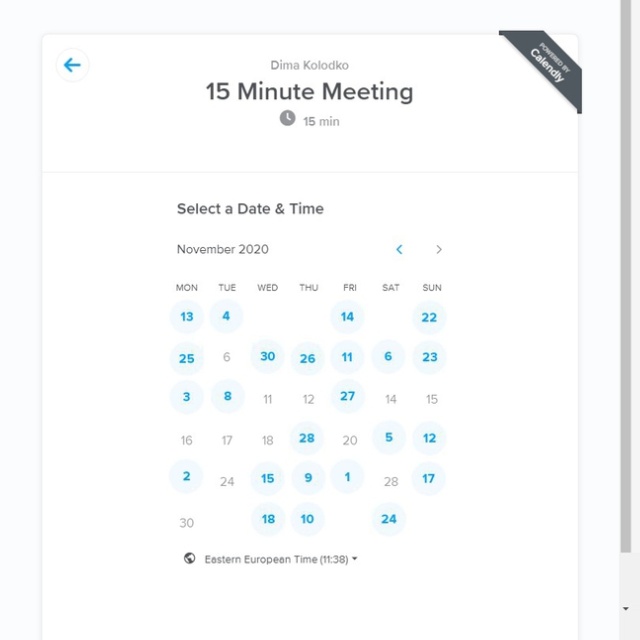 POWERED BY
Calendly
Dima Kolodko
15 Minute Meeting
15 min
Select a Date & Time
November 2020
MON TUE WED THU FRI SAT SUN
13 4 14 22
25 6 30 26 11 6 23
3 8 11 12 27 14 15
16 17 18 28 20 5 12
2 24 15 9 1 28 17
30 18 10 24
Eastern European Time (11:38)